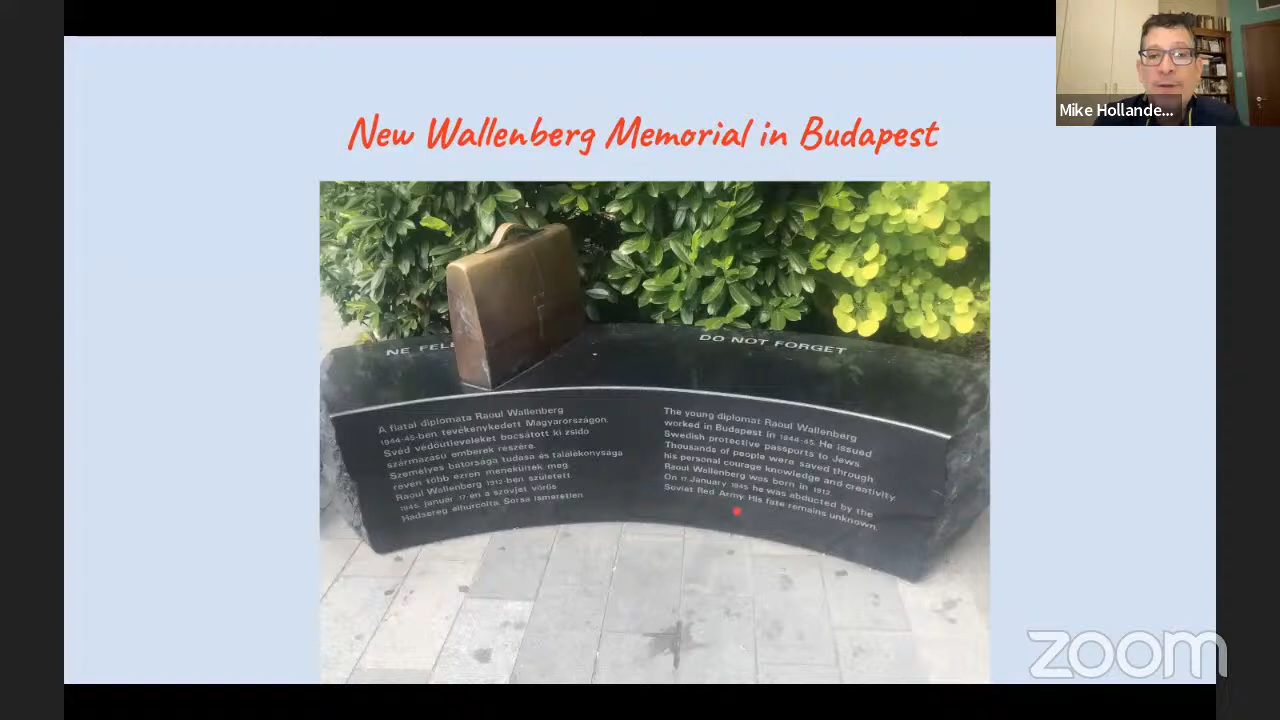 Mike Hollande...
New Wallenberg Memorial in Budapest
NE FELE
DO NOT FORGET
A fiatal diplomata Raoul Wallenberg
1944-45-ben tevékenykedett Magyarországon.
Svéd védöutleveleket bocsátott ki zsido
származásu emberek részére.
Személyes bátorsága tudása és találékonysága
reven több ezren menekültek meg.
Raoul Wallenberg 1912-ben született.
1945. január 17-én a szovjet vörös
Hadsereg elhurcolta. Sorsa ismeretlen
The young diplomat Raoul Wallenberg
worked in Budapest in 1944-45. He issued
Swedish protective passports to Jews.
Thousands of people were saved through
his personal courage knowledge and creativity.
Raoul Wallenberg was born in 1912.
On 17 January 1945 he was abducted by the
Soviet Red Army. His fate remains unknown.
zoom